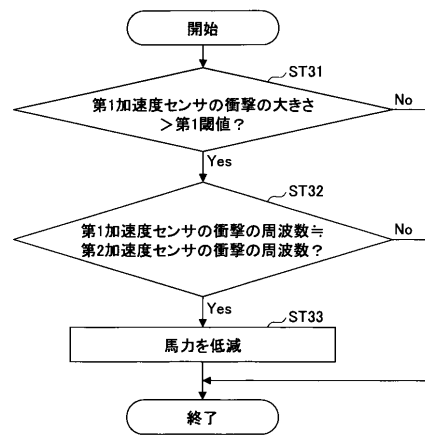 開始
ST31
第1加速度センサの衝撃の大きさ
＞第1閾値？
No
Yes
ST32
第1加速度センサの衝撃の周波数≒
第2加速度センサの衝撃の周波数？
No
Yes
ST33
馬力を低減
終了